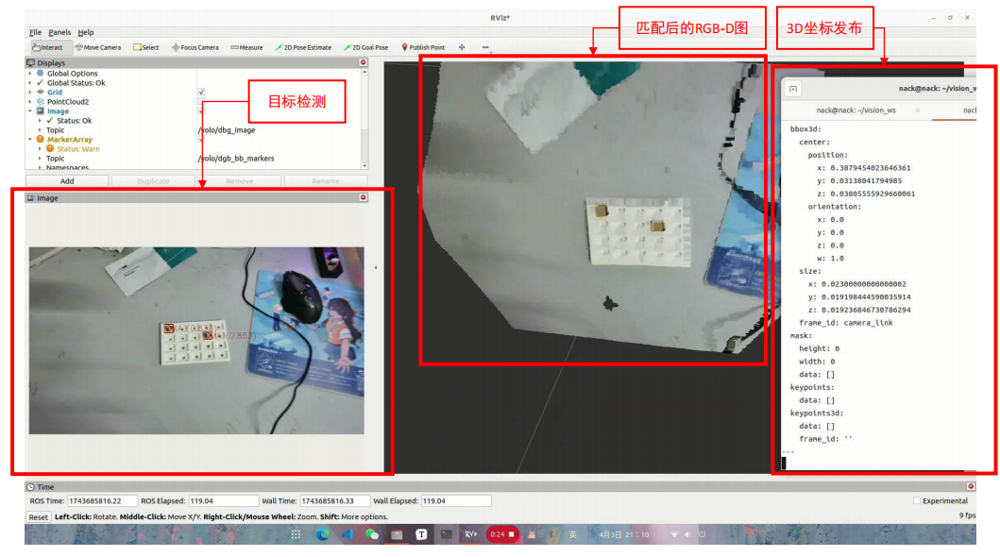 RViz*
匹配后的RGB-D图
3D坐标发布
File Panels Help
Interact Move Camera Select Focus Camera Measure 2D Pose Estimate 2D Goal Pose Publish Point
Displays
Global Options
Global Status: Ok
Grid
PointCloud2
Image
Status: Ok
Topic /yolo/dbg_image
MarkerArray
Status: Warn
Topic /yolo/dgb_bb_markers
Namespaces
目标检测
Add Duplicate Remove Rename
Image
nack@nack: ~/vision_w
nack@nack: ~/vision_ws × nack
bbox3d:
center:
position:
x: 0.3879454023646361
y: 0.03138041794985
z: 0.03805555929660061
orientation:
x: 0.0
y: 0.0
z: 0.0
w: 1.0
size:
x: 0.02300000000000002
y: 0.019198444590035914
z: 0.019236846730786294
frame_id: camera_link
mask:
height: 0
width: 0
data: []
keypoints:
data: []
keypoints3d:
data: []
frame_id: ''
---
Time
ROS Time: 1743685816.22 ROS Elapsed: 119.04 Wall Time: 1743685816.33 Wall Elapsed: 119.04 Experimental
Reset Left-Click: Rotate. Middle-Click: Move X/Y. Right-Click/Mouse Wheel: Zoom. Shift: More options. 9 fps
RViz 0:24 英 4月3日 21:10